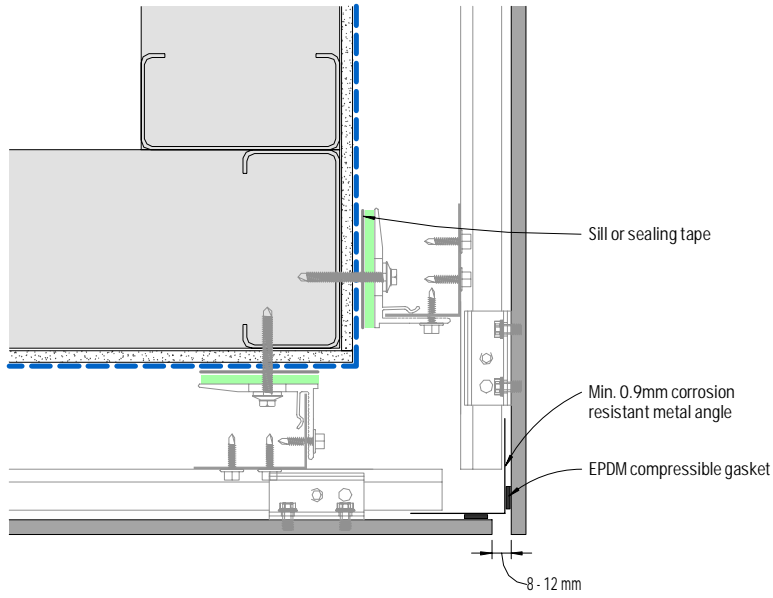 Sill or sealing tape
Min. 0.9mm corrosion
resistant metal angle
EPDM compressible gasket
8 - 12 mm